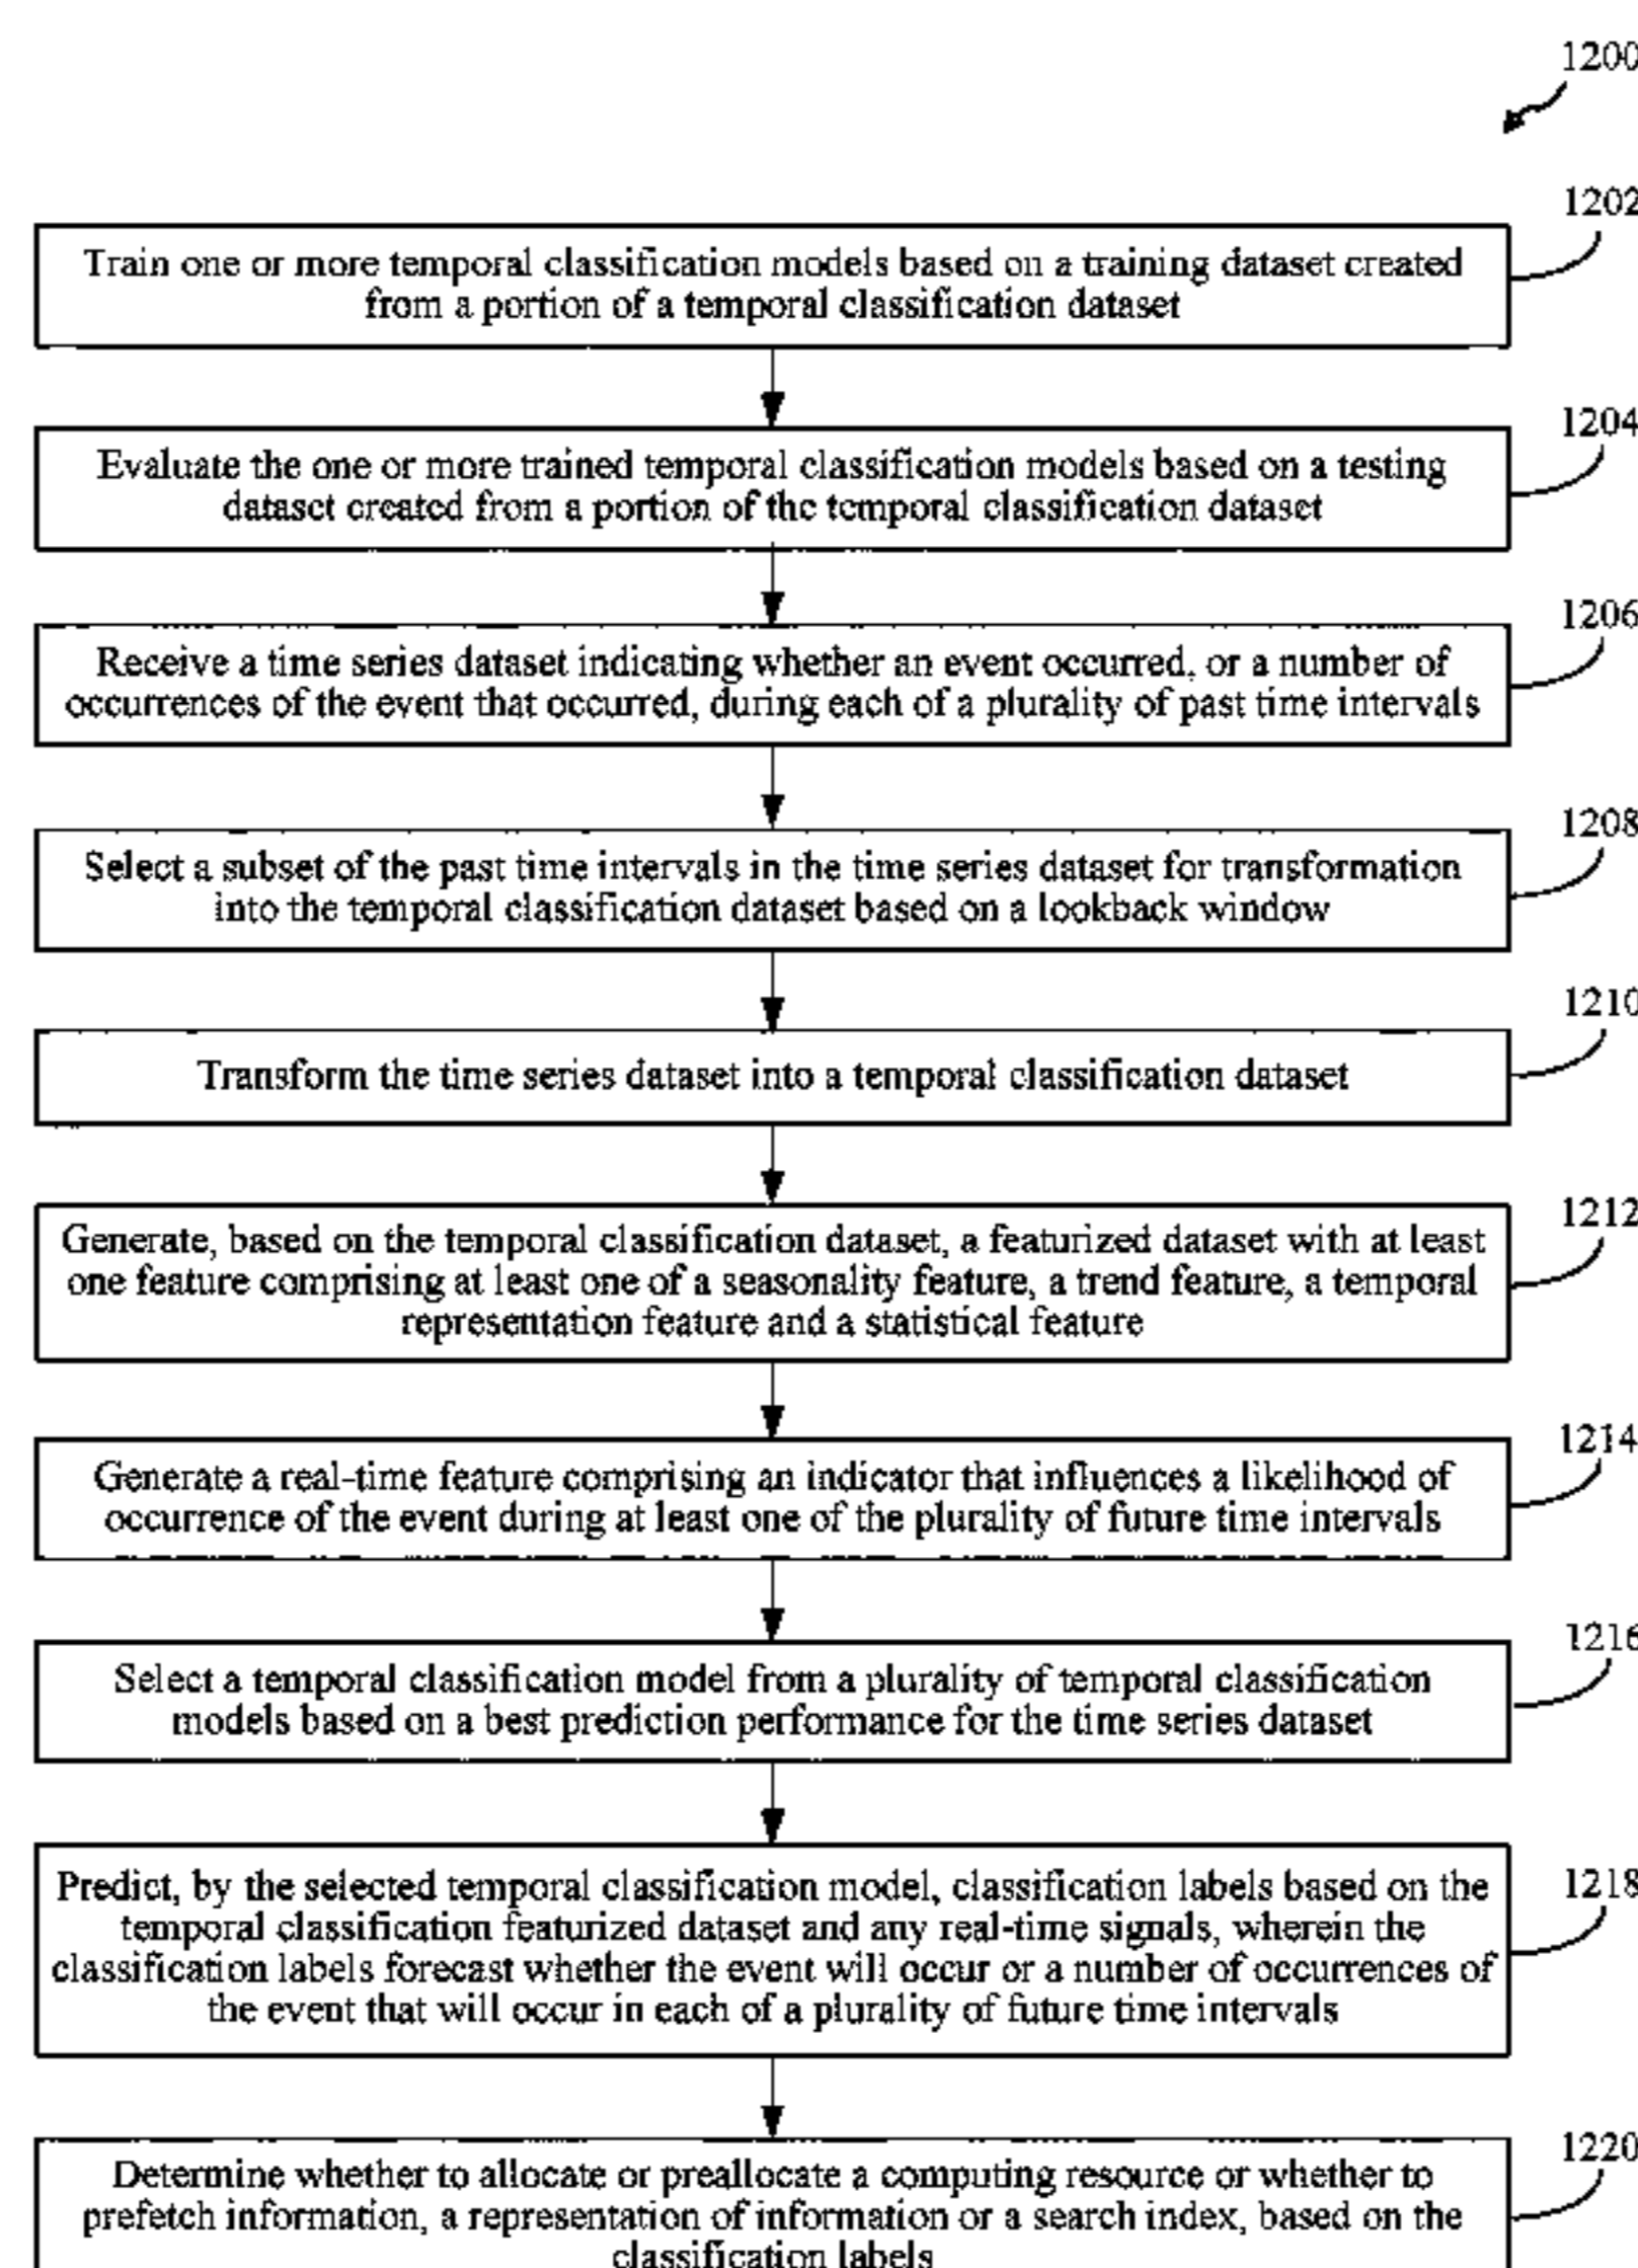 1200
1202
Train one or more temporal classification models based on a training dataset created
from a portion of a temporal classification dataset
1204
Evaluate the one or more trained temporal classification models based on a testing
dataset created from a portion of the temporal classification dataset
1206
Receive a time series dataset indicating whether an event occurred, or a number of
occurrences of the event that occurred, during each of a plurality of past time intervals
1208
Select a subset of the past time intervals in the time series dataset for transformation
into the temporal classification dataset based on a lookback window
1210
Transform the time series dataset into a temporal classification dataset
1212
Generate, based on the temporal classification dataset, a featurized dataset with at least
one feature comprising at least one of a seasonality feature, a trend feature, a temporal
representation feature and a statistical feature
1214
Generate a real-time feature comprising an indicator that influences a likelihood of
occurrence of the event during at least one of the plurality of future time intervals
1216
Select a temporal classification model from a plurality of temporal classification
models based on a best prediction performance for the time series dataset
1218
Predict, by the selected temporal classification model, classification labels based on the
temporal classification featurized dataset and any real-time signals, wherein the
classification labels forecast whether the event will occur or a number of occurrences of
the event that will occur in each of a plurality of future time intervals
1220
Determine whether to allocate or preallocate a computing resource or whether to
prefetch information, a representation of information or a search index, based on the
classification labels